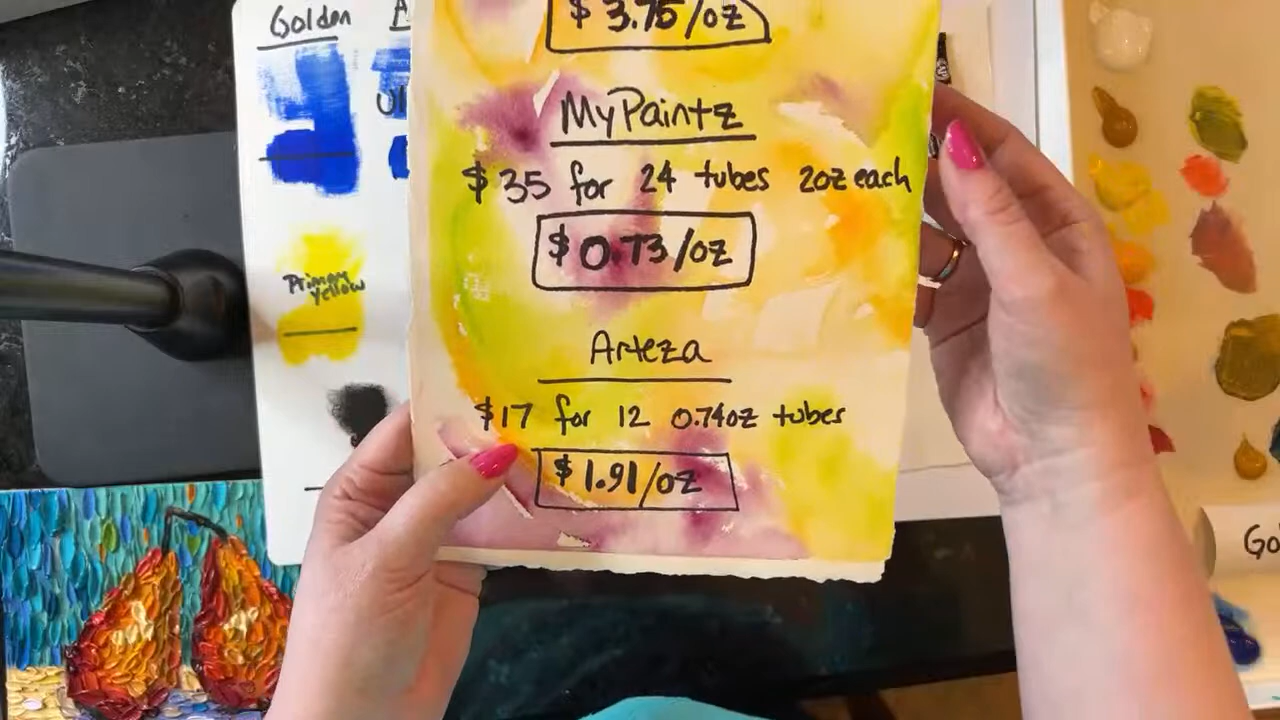 Golden
A
Ul
Primary
Yellow
$ 3.75/oz
MyPaintz
$ 35 for 24 tubes 2oz each
$ 0.73/oz
Arteza
$17 for 12 0.74oz tubes
$ 1.91/oz
Go